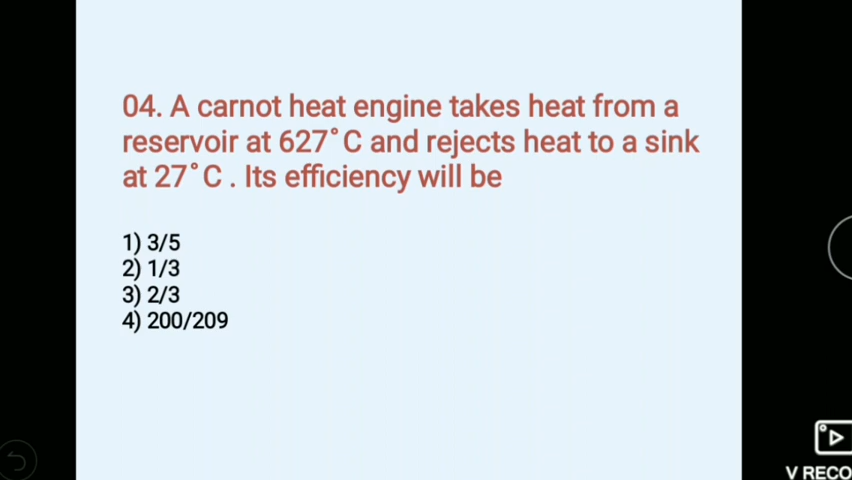 04. A carnot heat engine takes heat from a
reservoir at 627°C and rejects heat to a sink
at 27°C . Its efficiency will be
1) 3/5
2) 1/3
3) 2/3
4) 200/209
V RECO